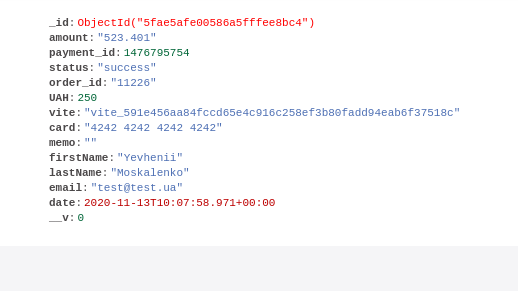 _id: ObjectId("5fae5afe00586a5fffee8bc4")
amount: "523.401"
payment_id: 1476795754
status: "success"
order_id: "11226"
UAH: 250
vite: "vite_591e456aa84fccd65e4c916c258ef3b80fadd94eab6f37518c"
card: "4242 4242 4242 4242"
memo: ""
firstName: "Yevhenii"
lastName: "Moskalenko"
email: "test@test.ua"
date: 2020-11-13T10:07:58.971+00:00
__v: 0